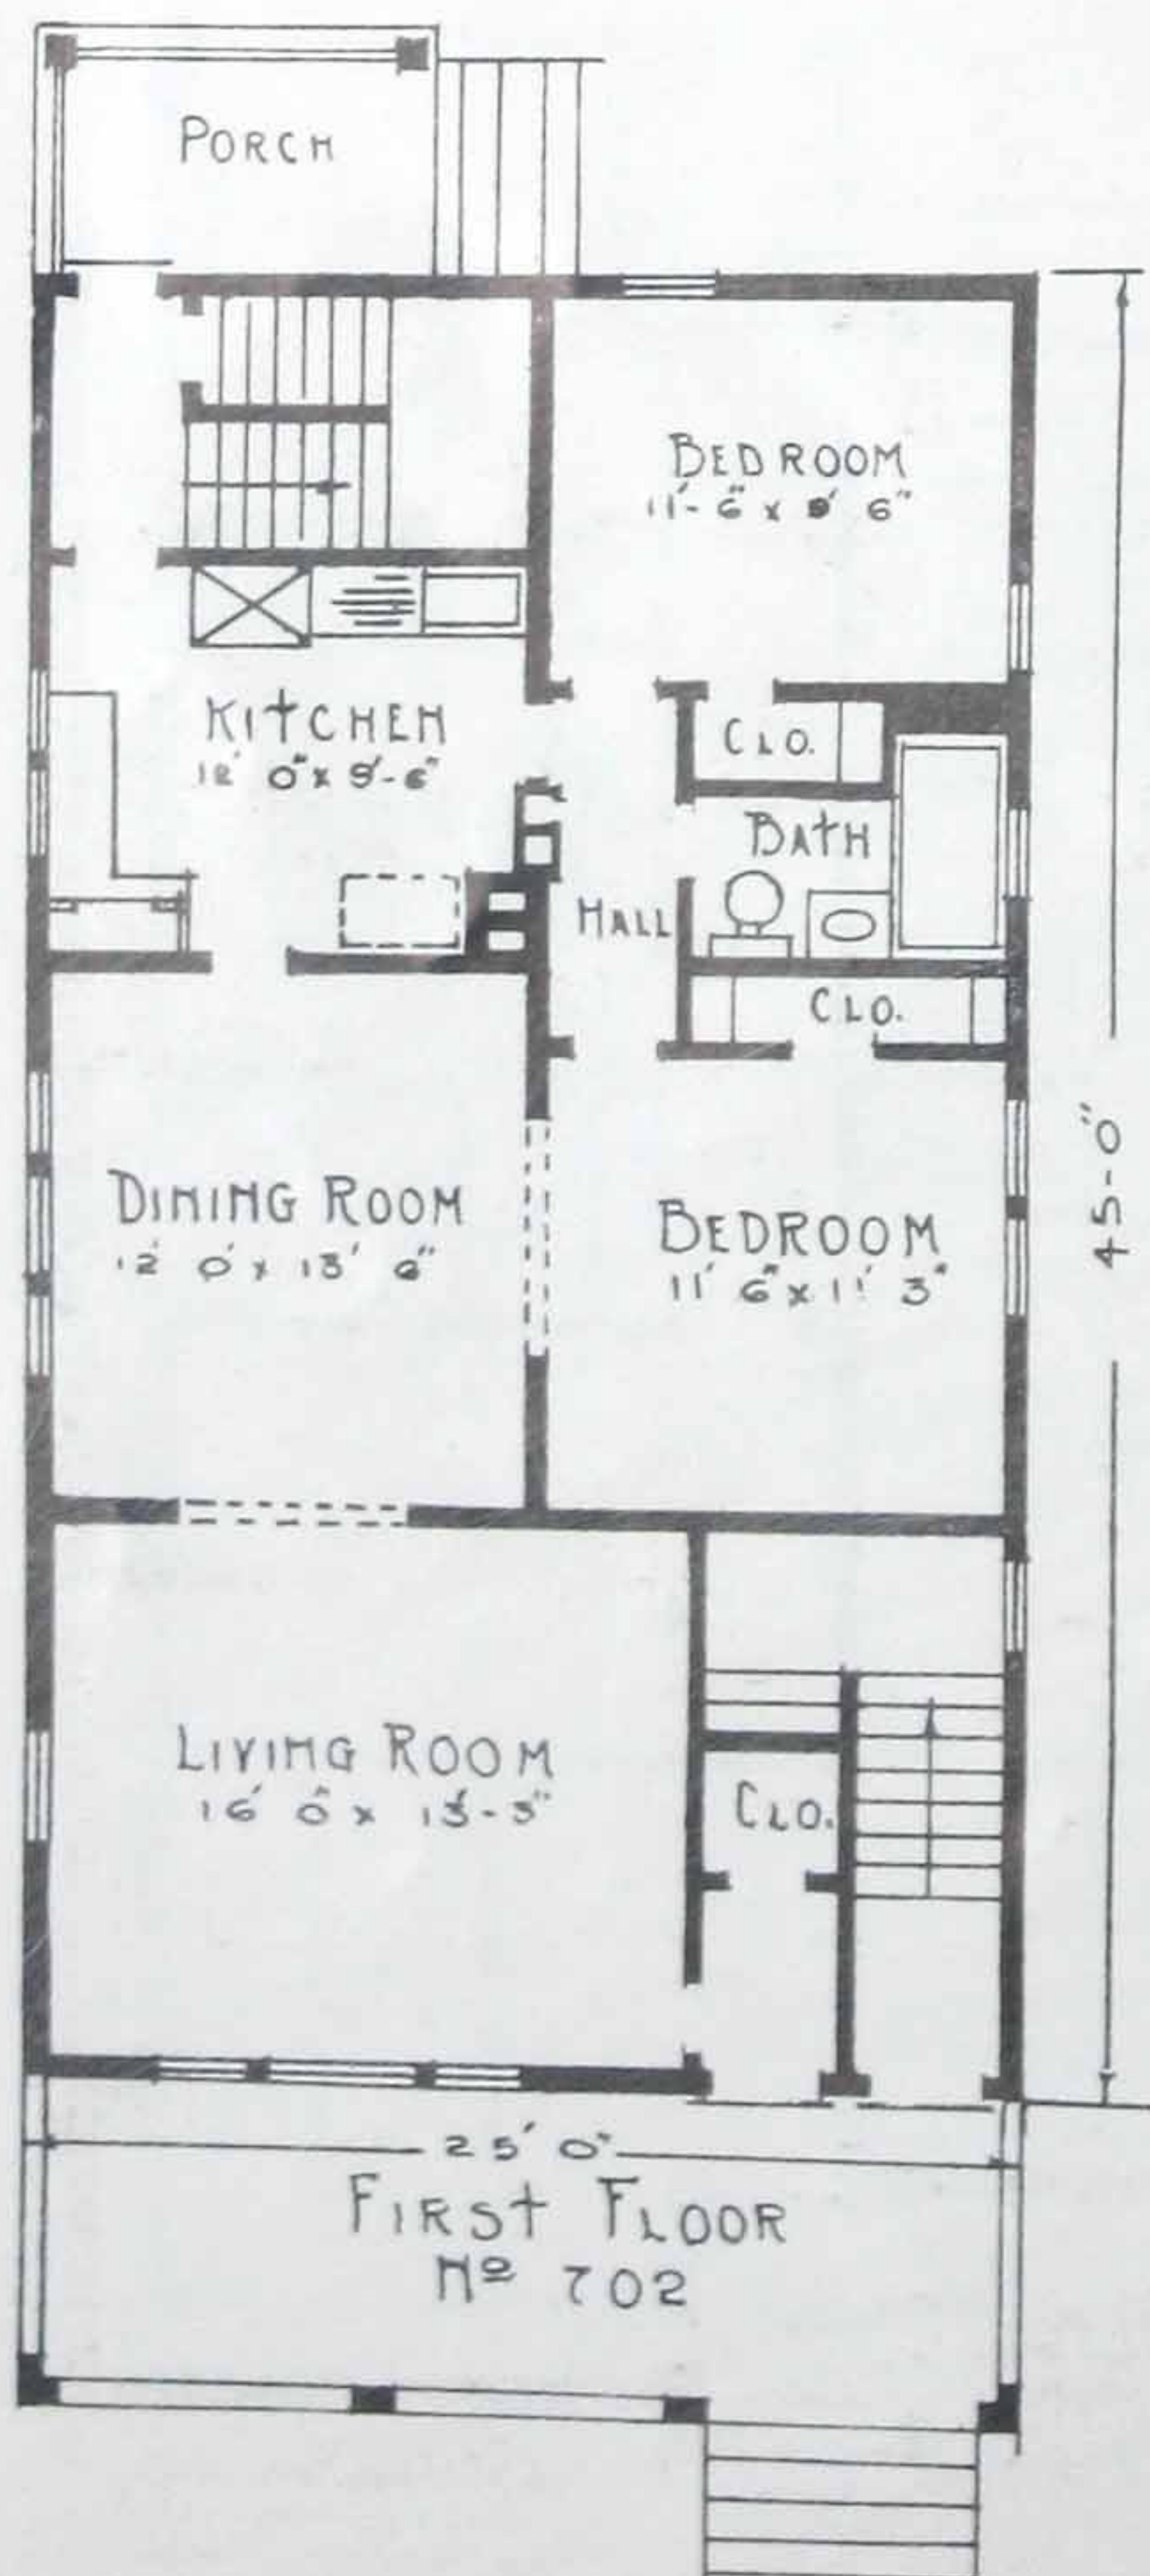 PORCH
BEDROOM
11'-6" x 9' 6"
KITCHEN
12' 0" x 9'-6"
CLO.
BATH
HALL
CLO.
DINING ROOM
12' 0" x 13' 6"
BEDROOM
11' 6" x 11' 3"
45'-0"
LIVING ROOM
16' 0" x 13'-3"
CLO.
25' 0"
FIRST FLOOR
Nº 702